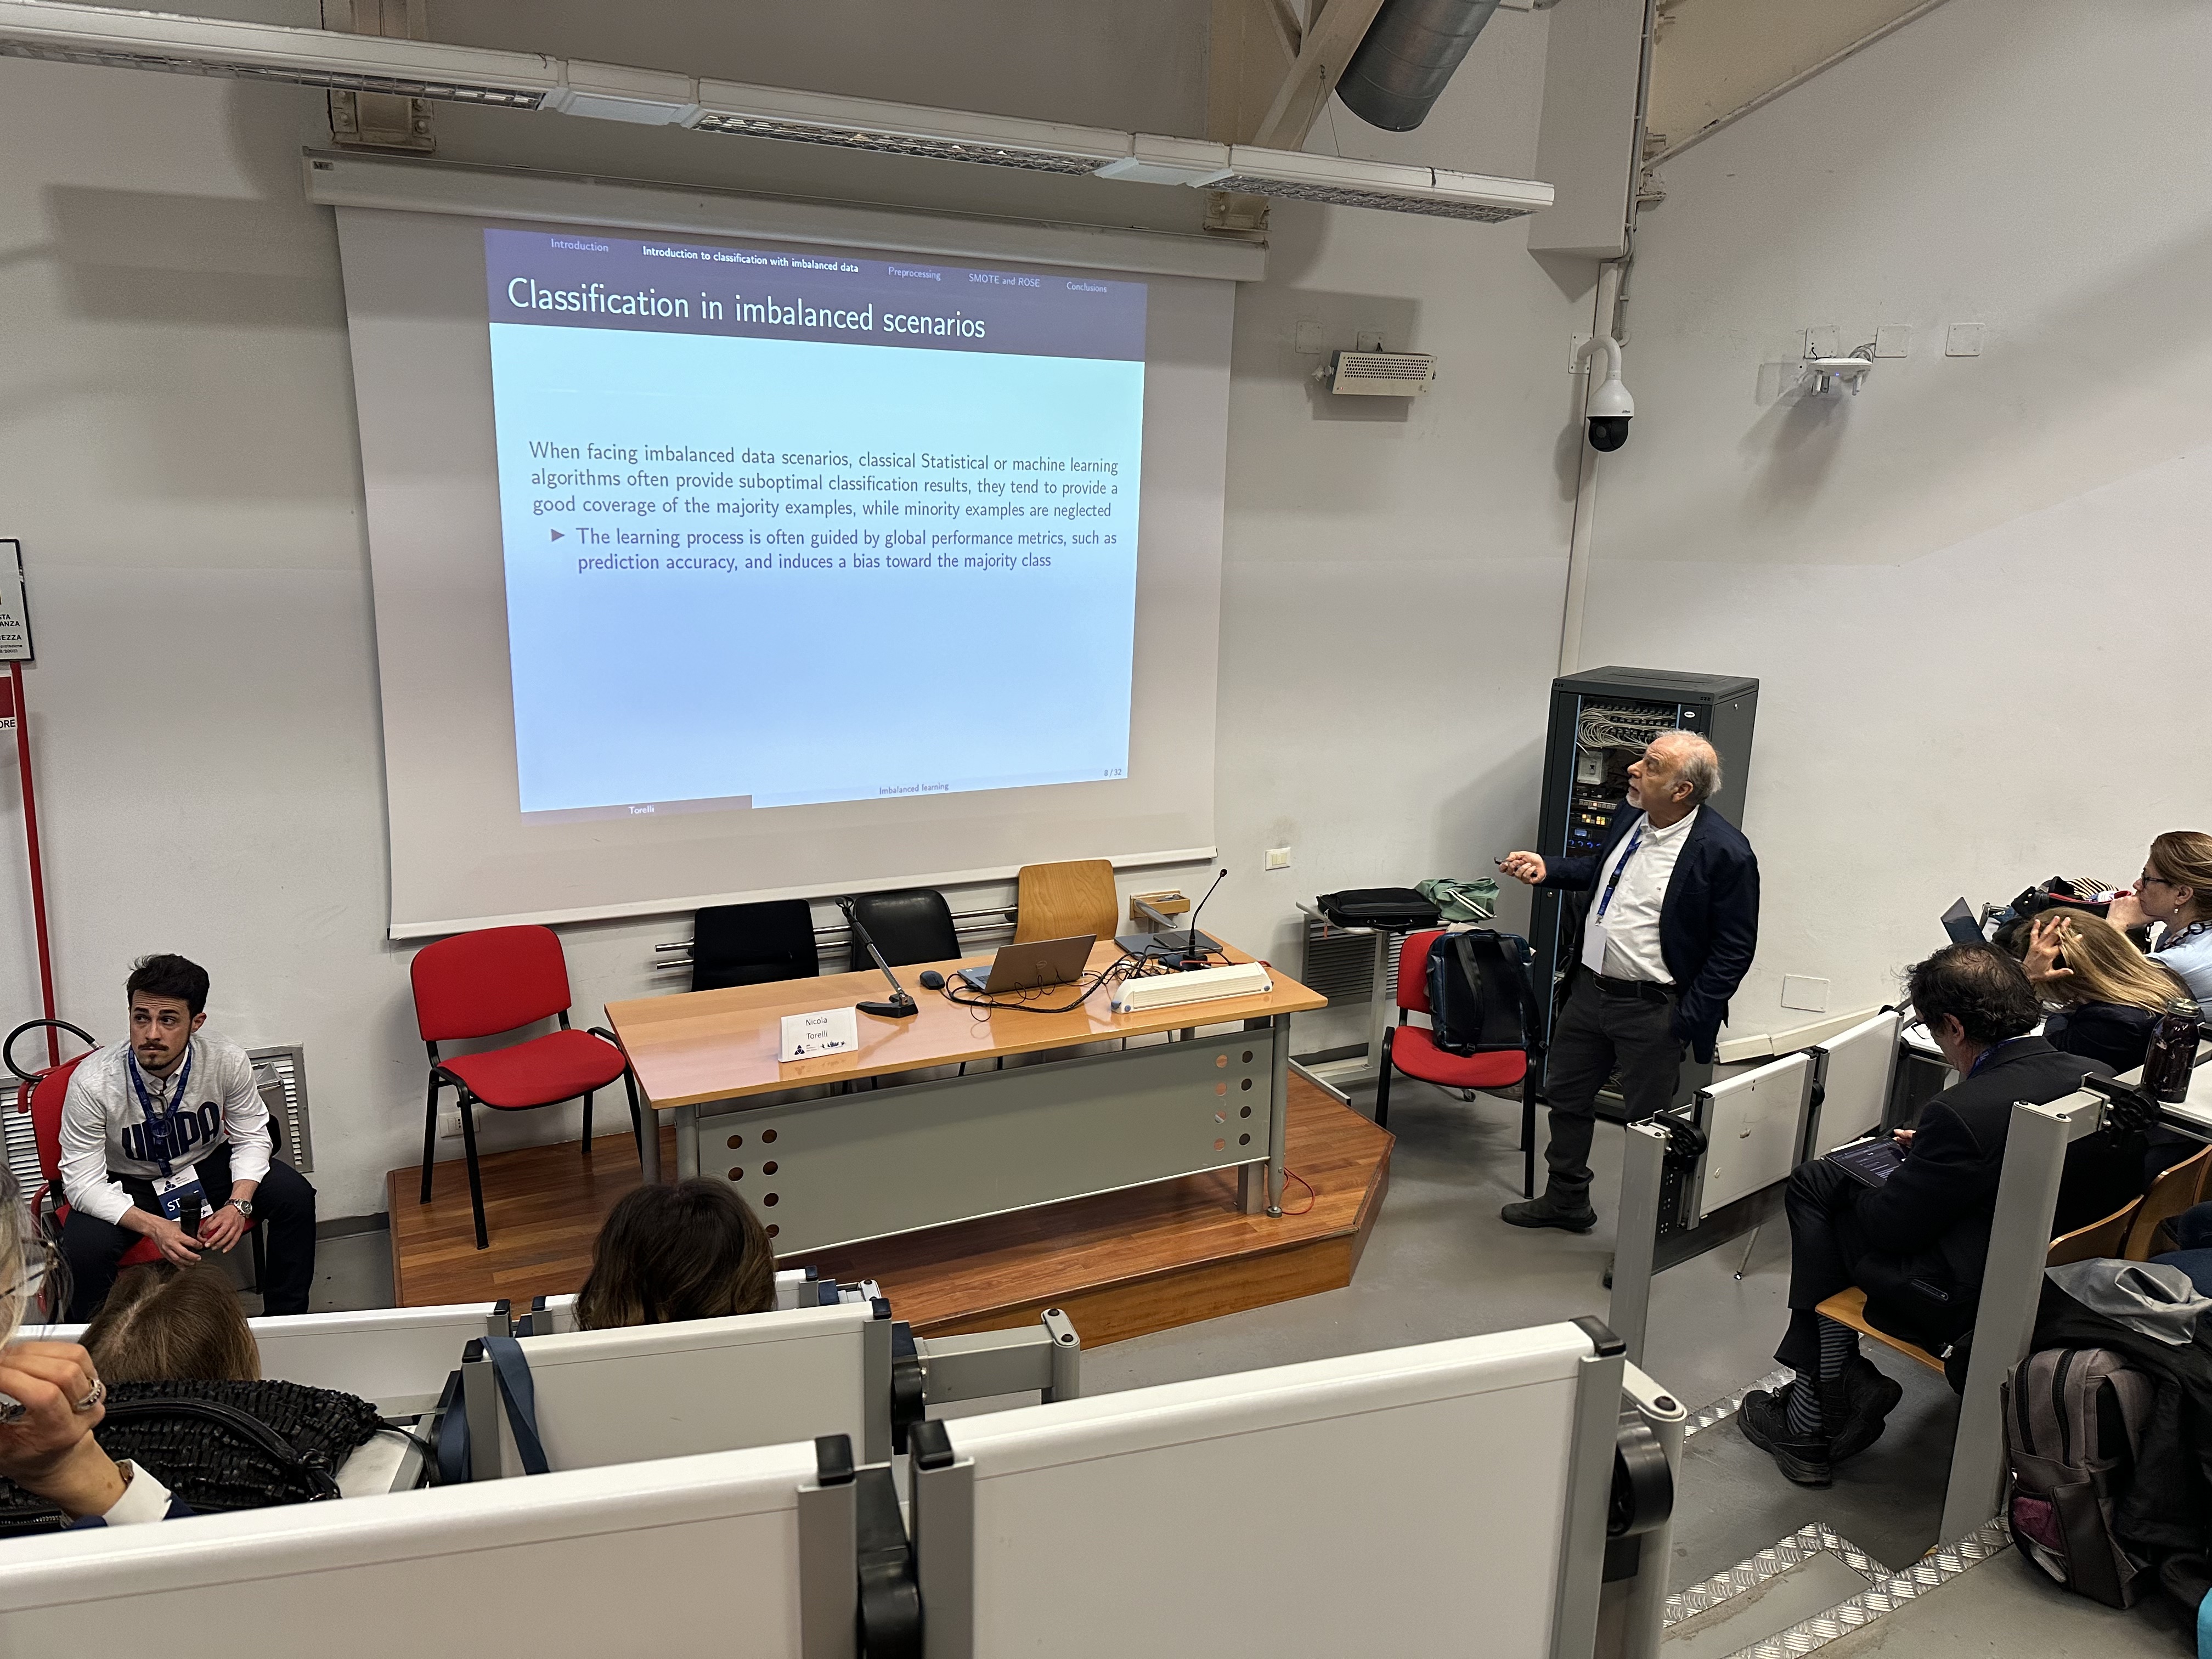 Introduction
Introduction to classification with imbalanced data
Preprocessing
SMOTE and ROSE
Conclusions
Classification in imbalanced scenarios
When facing imbalanced data scenarios, classical Statistical or machine learning
algorithms often provide suboptimal classification results, they tend to provide a
good coverage of the majority examples, while minority examples are neglected
► The learning process is often guided by global performance metrics, such as
prediction accuracy, and induces a bias toward the majority class
8 / 32
Torelli
Imbalanced learning
Nicola
Torelli
UNIPA